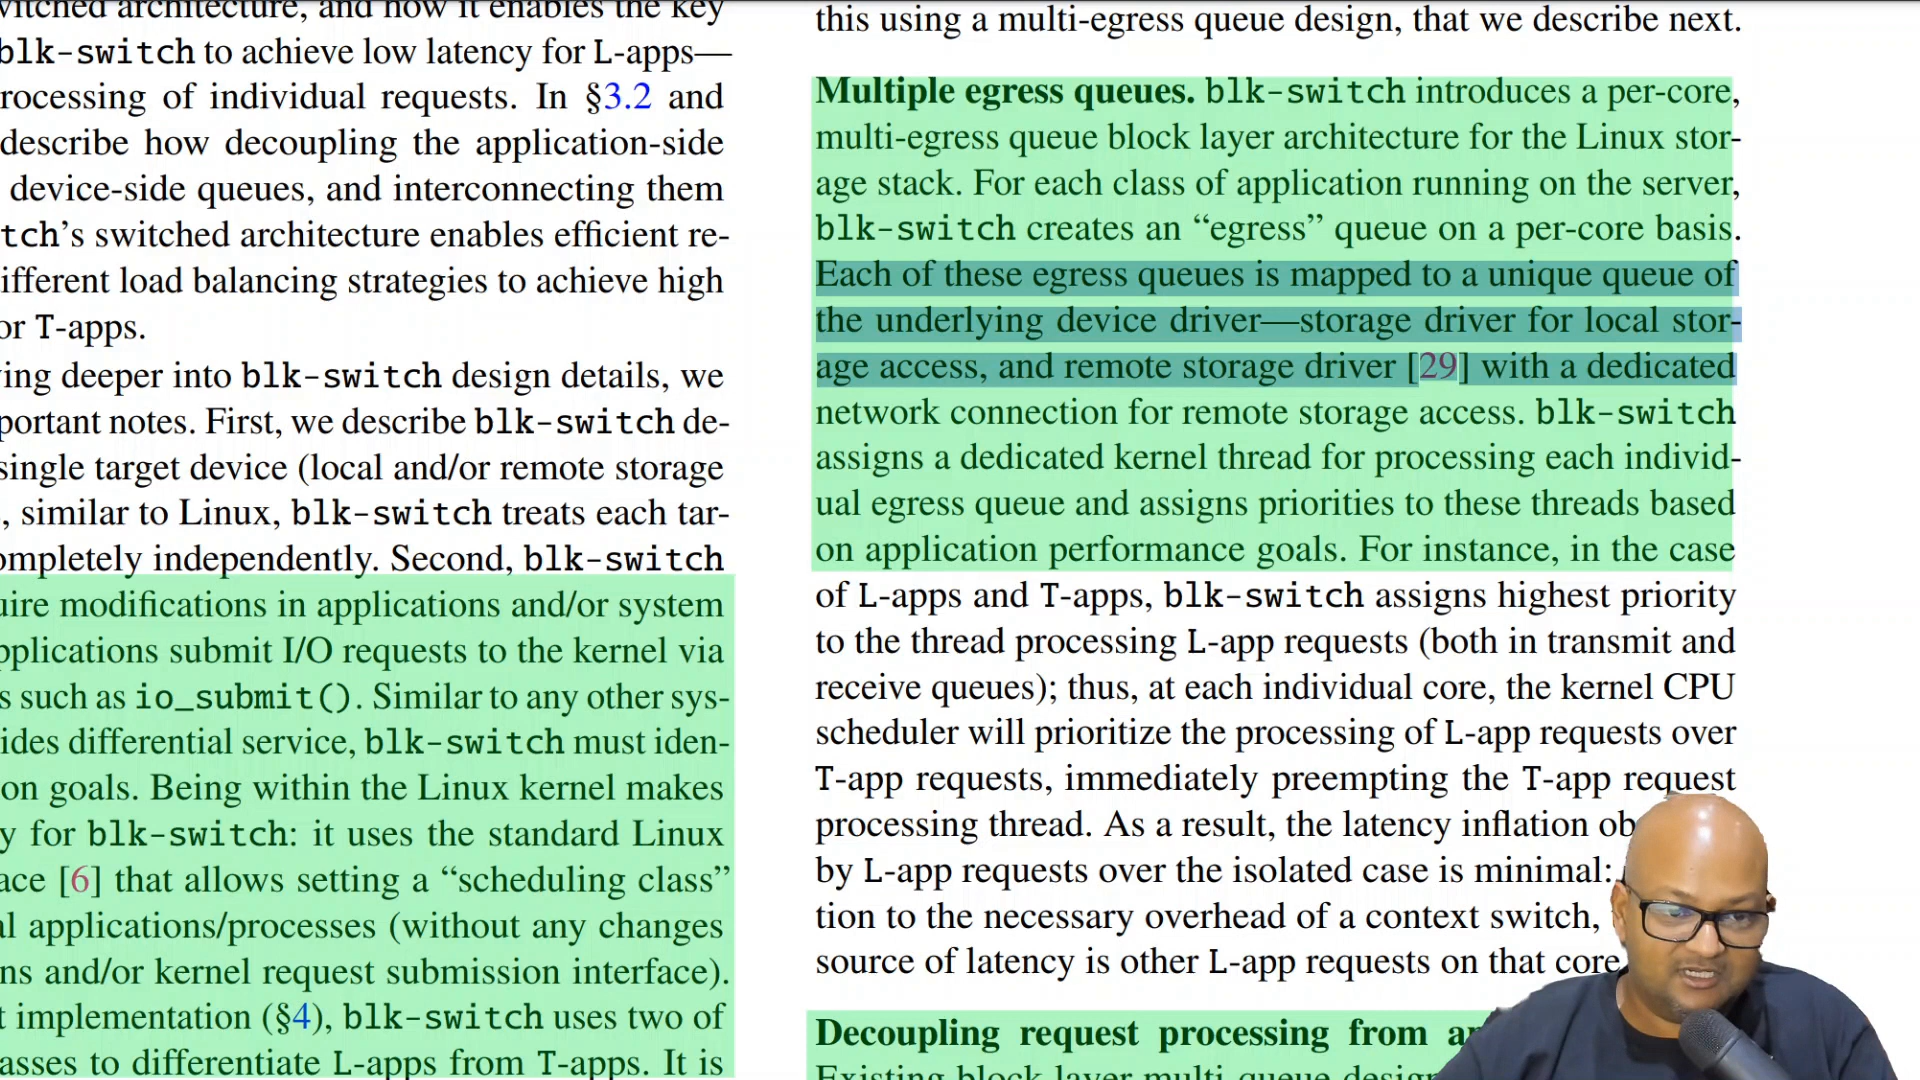 vitched architecture, and how it enables the key
blk-switch to achieve low latency for L-apps—
rocessing of individual requests. In §3.2 and
describe how decoupling the application-side
device-side queues, and interconnecting them
tch’s switched architecture enables efficient re-
ifferent load balancing strategies to achieve high
or T-apps.
ving deeper into blk-switch design details, we
portant notes. First, we describe blk-switch de-
single target device (local and/or remote storage
, similar to Linux, blk-switch treats each tar-
ompletely independently. Second, blk-switch
uire modifications in applications and/or system
pplications submit I/O requests to the kernel via
s such as io_submit(). Similar to any other sys-
ides differential service, blk-switch must iden-
on goals. Being within the Linux kernel makes
y for blk-switch: it uses the standard Linux
ace [6] that allows setting a “scheduling class”
al applications/processes (without any changes
ns and/or kernel request submission interface).
t implementation (§4), blk-switch uses two of
asses to differentiate L-apps from T-apps. It is
this using a multi-egress queue design, that we describe next.
Multiple egress queues. blk-switch introduces a per-core,
multi-egress queue block layer architecture for the Linux stor-
age stack. For each class of application running on the server,
blk-switch creates an “egress” queue on a per-core basis.
Each of these egress queues is mapped to a unique queue of
the underlying device driver—storage driver for local stor-
age access, and remote storage driver [29] with a dedicated
network connection for remote storage access. blk-switch
assigns a dedicated kernel thread for processing each individ-
ual egress queue and assigns priorities to these threads based
on application performance goals. For instance, in the case
of L-apps and T-apps, blk-switch assigns highest priority
to the thread processing L-app requests (both in transmit and
receive queues); thus, at each individual core, the kernel CPU
scheduler will prioritize the processing of L-app requests over
T-app requests, immediately preempting the T-app request
processing thread. As a result, the latency inflation ob
by L-app requests over the isolated case is minimal:
tion to the necessary overhead of a context switch,
source of latency is other L-app requests on that core
Decoupling request processing from
Existing block layer multi-queue design